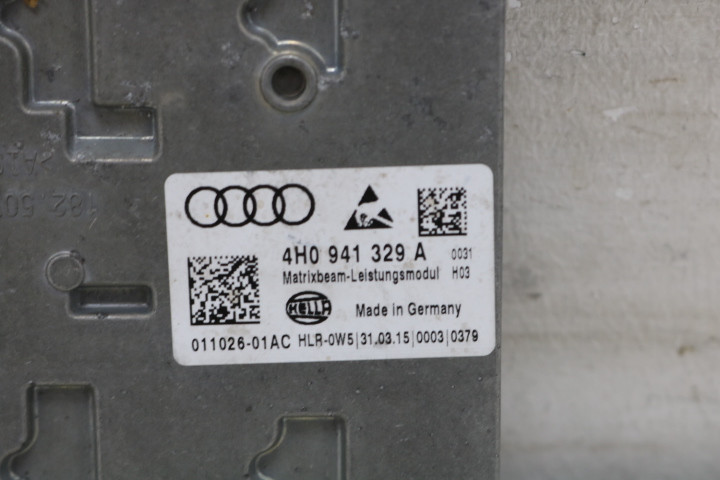 4H0 941 329 A 0031
Matrixbeam-Leistungsmodul H03
HELLA Made in Germany
011026-01AC HLR-0W5|31.03.15|0003|0379